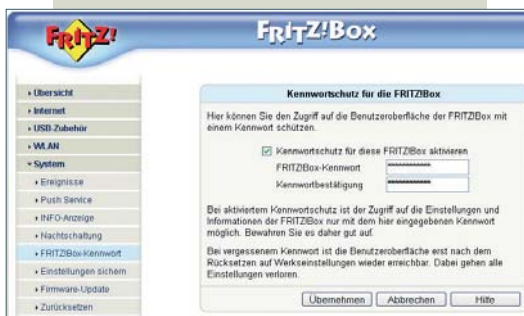 FRITZ!
FRITZ!BOX
Übersicht
Internet
USB-Zubehör
WLAN
System
Ereignisse
Push Service
INFO-Anzeige
Nachtschaltung
FRITZ!Box-Kennwort
Einstellungen sichern
Firmware-Update
Zurücksetzen
Kennwortschutz für die FRITZ!Box
Hier können Sie den Zugriff auf die Benutzeroberfläche der FRITZ!Box mit
einem Kennwort schützen.
Kennwortschutz für diese FRITZ!Box aktivieren
FRITZ!Box-Kennwort
Kennwortbestätigung
Bei aktiviertem Kennwortschutz ist der Zugriff auf die Einstellungen und
Informationen der FRITZ!Box nur mit dem hier eingegebenen Kennwort
möglich. Bewahren Sie es daher gut auf.
Bei vergessenem Kennwort ist die Benutzeroberfläche erst nach dem
Rücksetzen auf Werkseinstellungen wieder erreichbar. Dabei gehen alle
Einstellungen verloren.
Übernehmen Abbrechen Hilfe